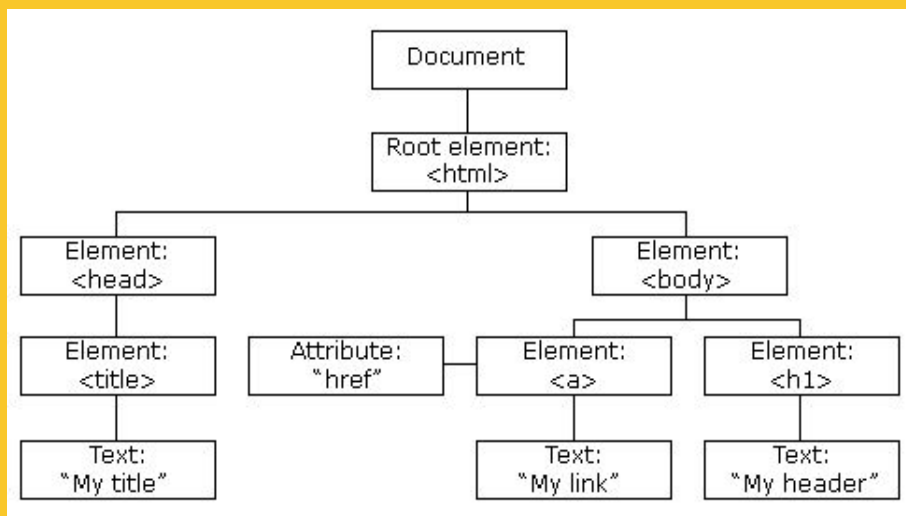 Document
Root element:
<html>
Element:
<head>
Element:
<body>
Element:
<title>
Attribute:
“href”
Element:
<a>
Element:
<h1>
Text:
“My title”
Text:
“My link”
Text:
“My header”